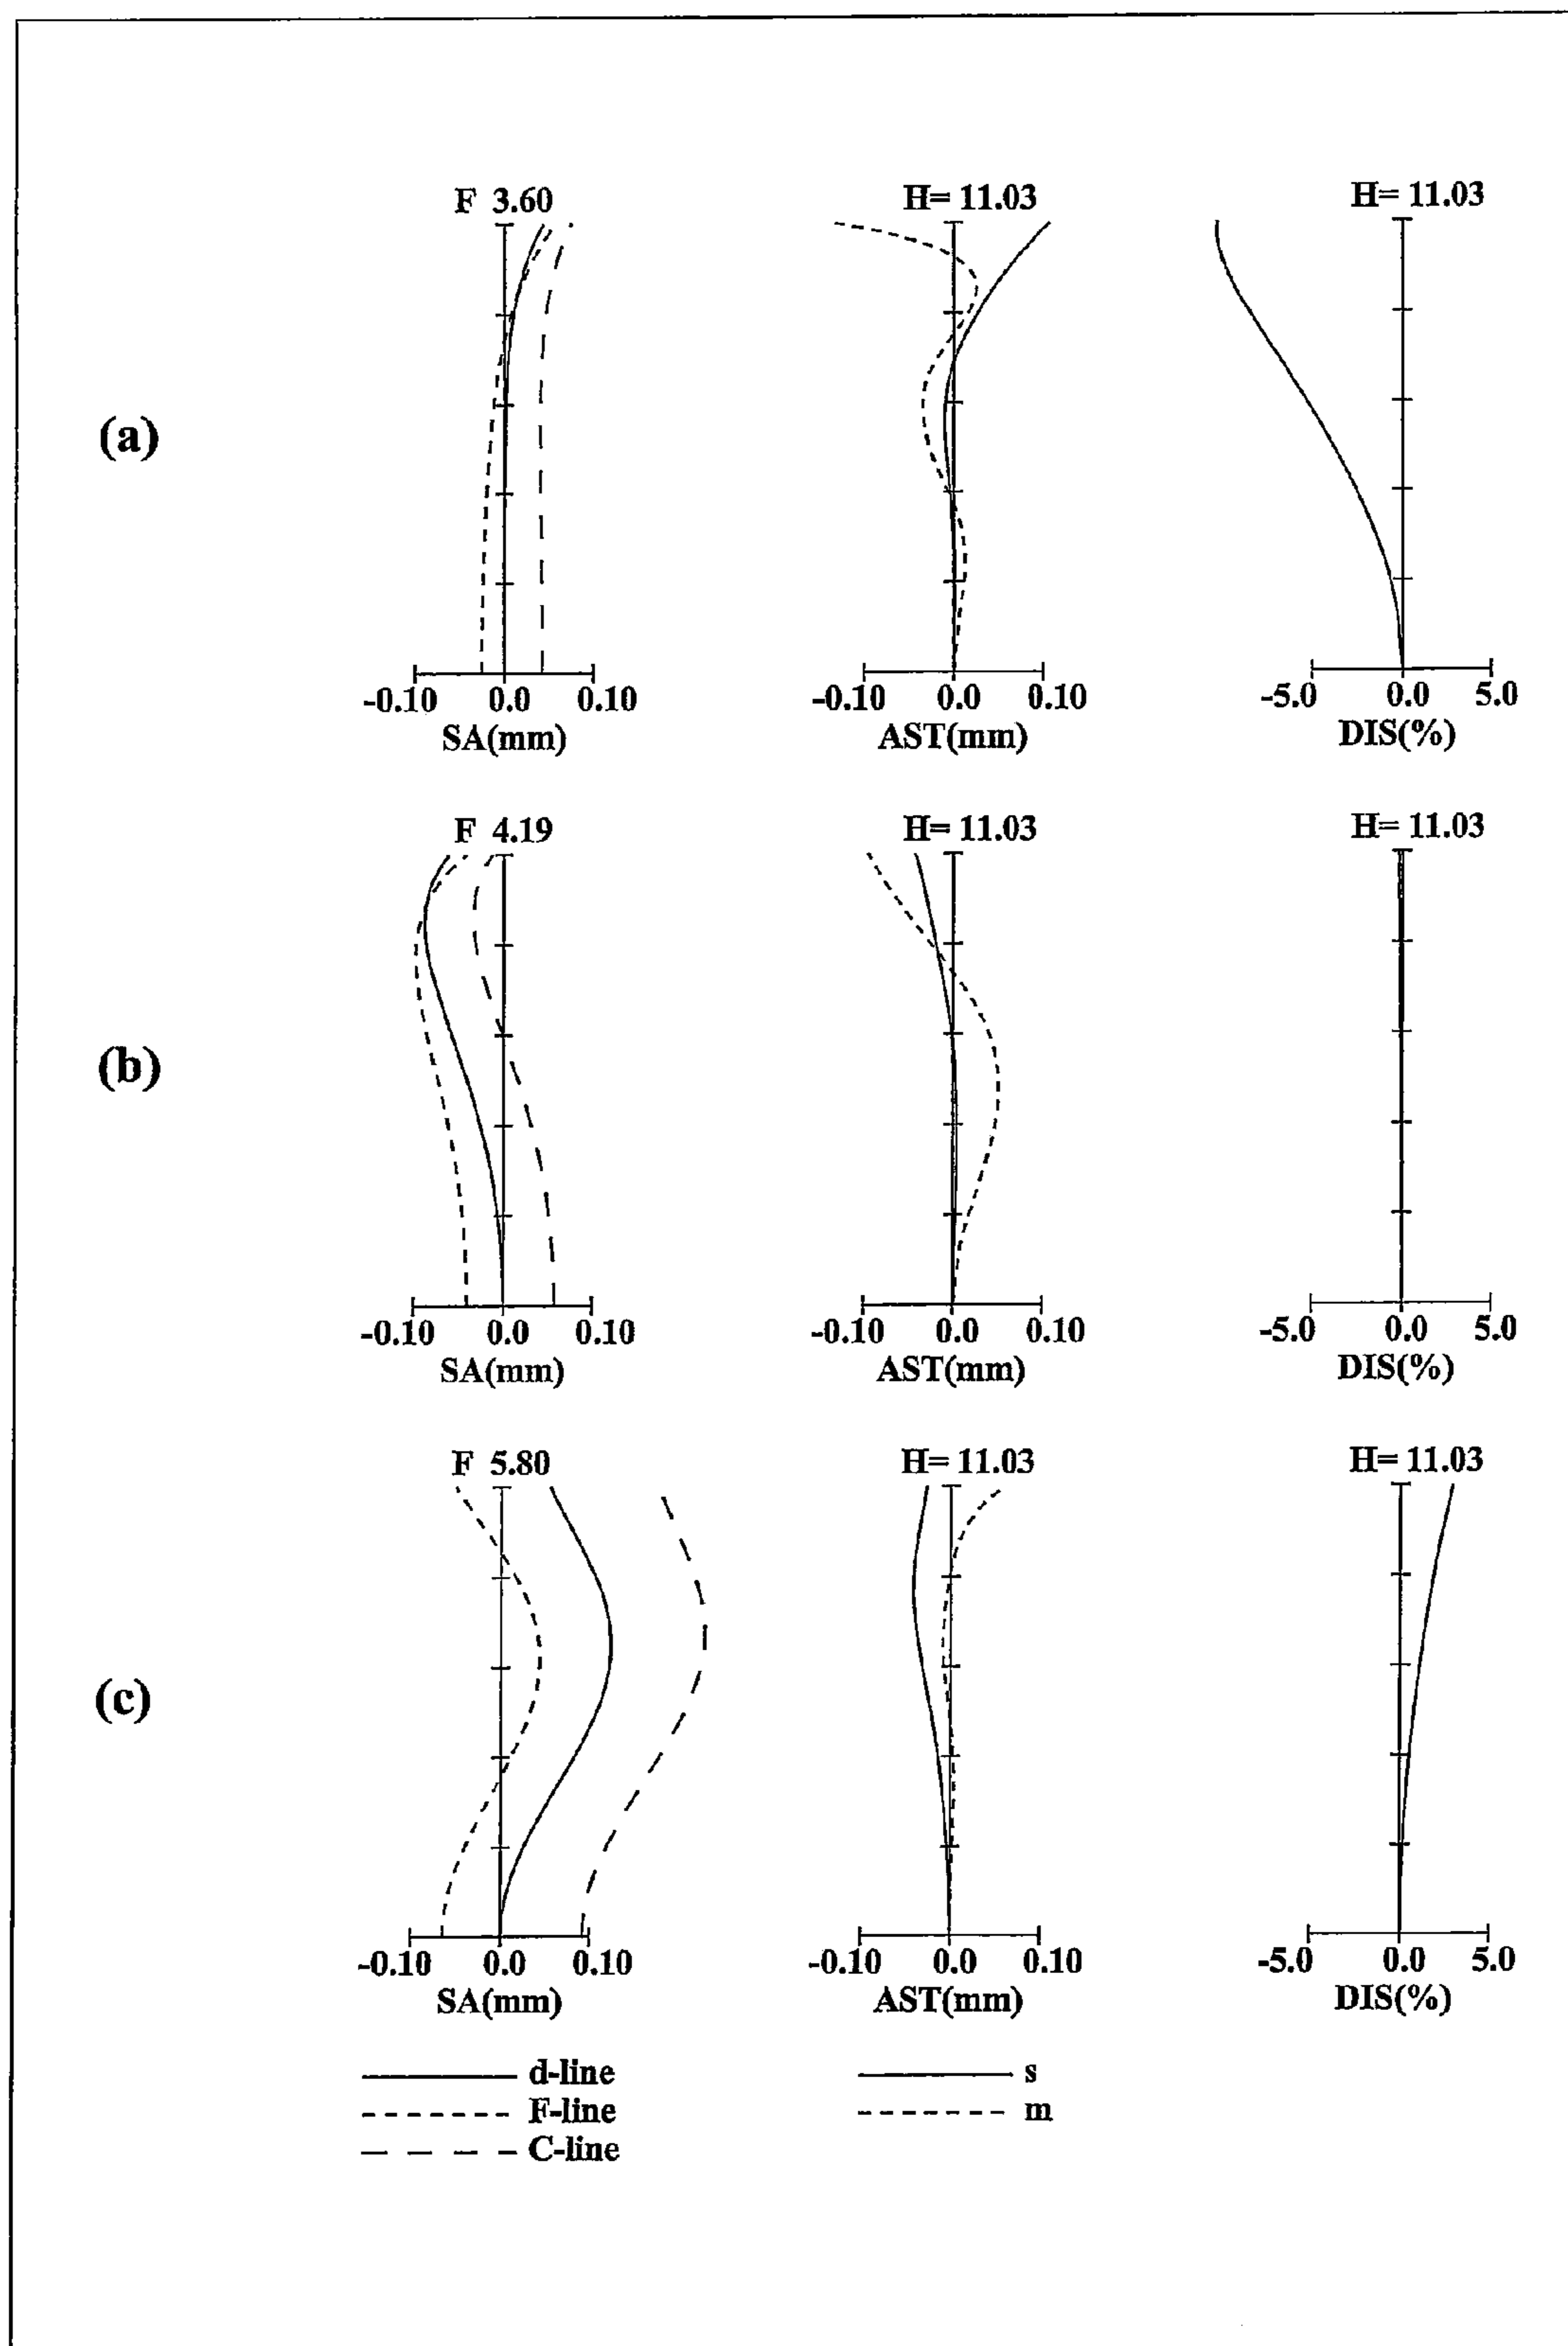 F 3.60
H= 11.03
H= 11.03
(a)
-0.10 0.0 0.10
SA(mm)
-0.10 0.0 0.10
AST(mm)
-5.0 0.0 5.0
DIS(%)
F 4.19
H= 11.03
H= 11.03
(b)
-0.10 0.0 0.10
SA(mm)
-0.10 0.0 0.10
AST(mm)
-5.0 0.0 5.0
DIS(%)
F 5.80
H= 11.03
H= 11.03
(c)
-0.10 0.0 0.10
SA(mm)
-0.10 0.0 0.10
AST(mm)
-5.0 0.0 5.0
DIS(%)
d-line
F-line
C-line
s
m